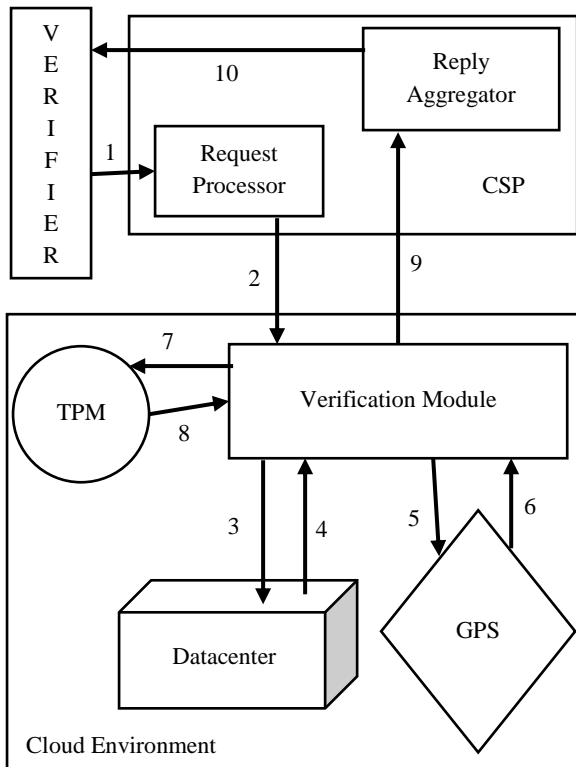 VERIFIER
10
Reply
Aggregator
1
Request
Processor
CSP
2
9
7
Verification Module
TPM
8
3
4
5
6
Datacenter
GPS
Cloud Environment